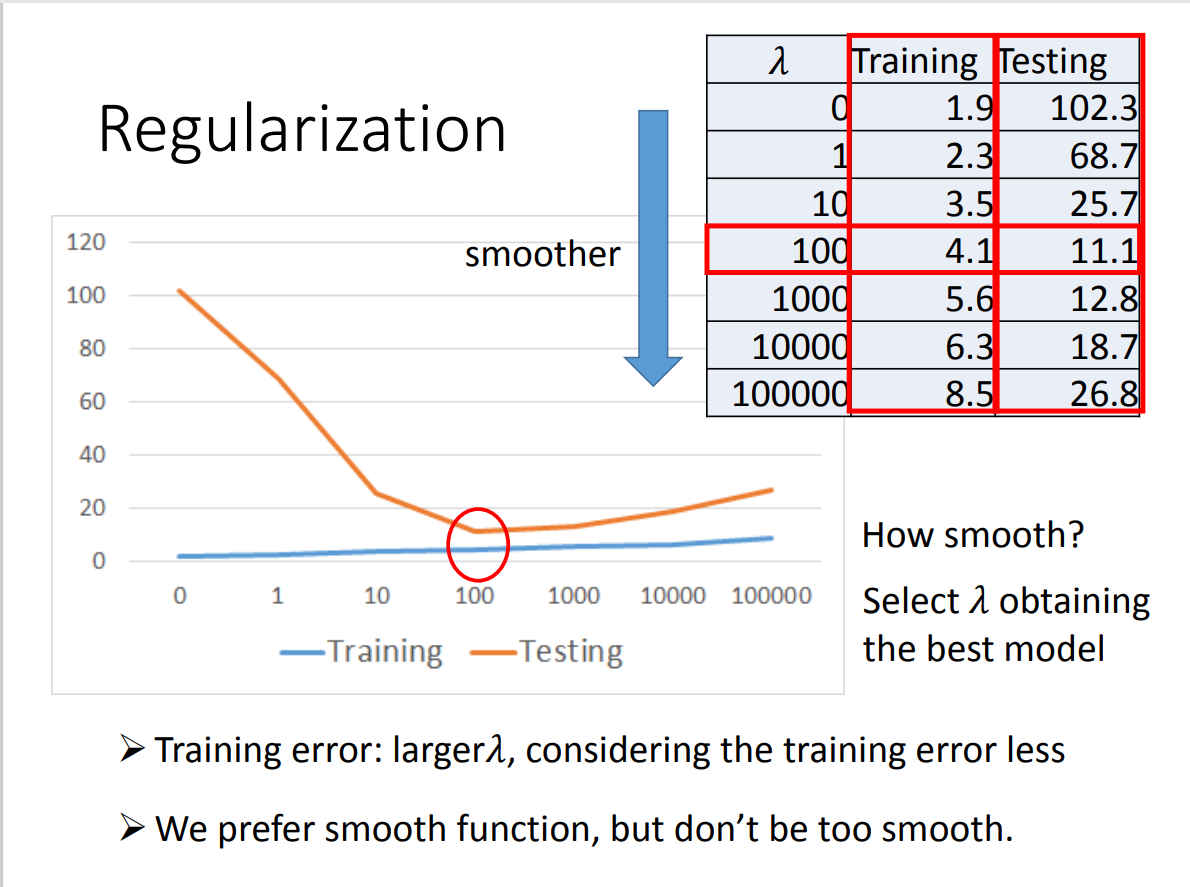 Regularization
λ Training Testing
0 1.9 102.3
1 2.3 68.7
10 3.5 25.7
100 4.1 11.1
1000 5.6 12.8
10000 6.3 18.7
100000 8.5 26.8
smoother
120
100
80
60
40
20
0
0 1 10 100 1000 10000 100000
Training Testing
How smooth?
Select λ obtaining
the best model
➢ Training error: largerλ, considering the training error less
➢ We prefer smooth function, but don’t be too smooth.